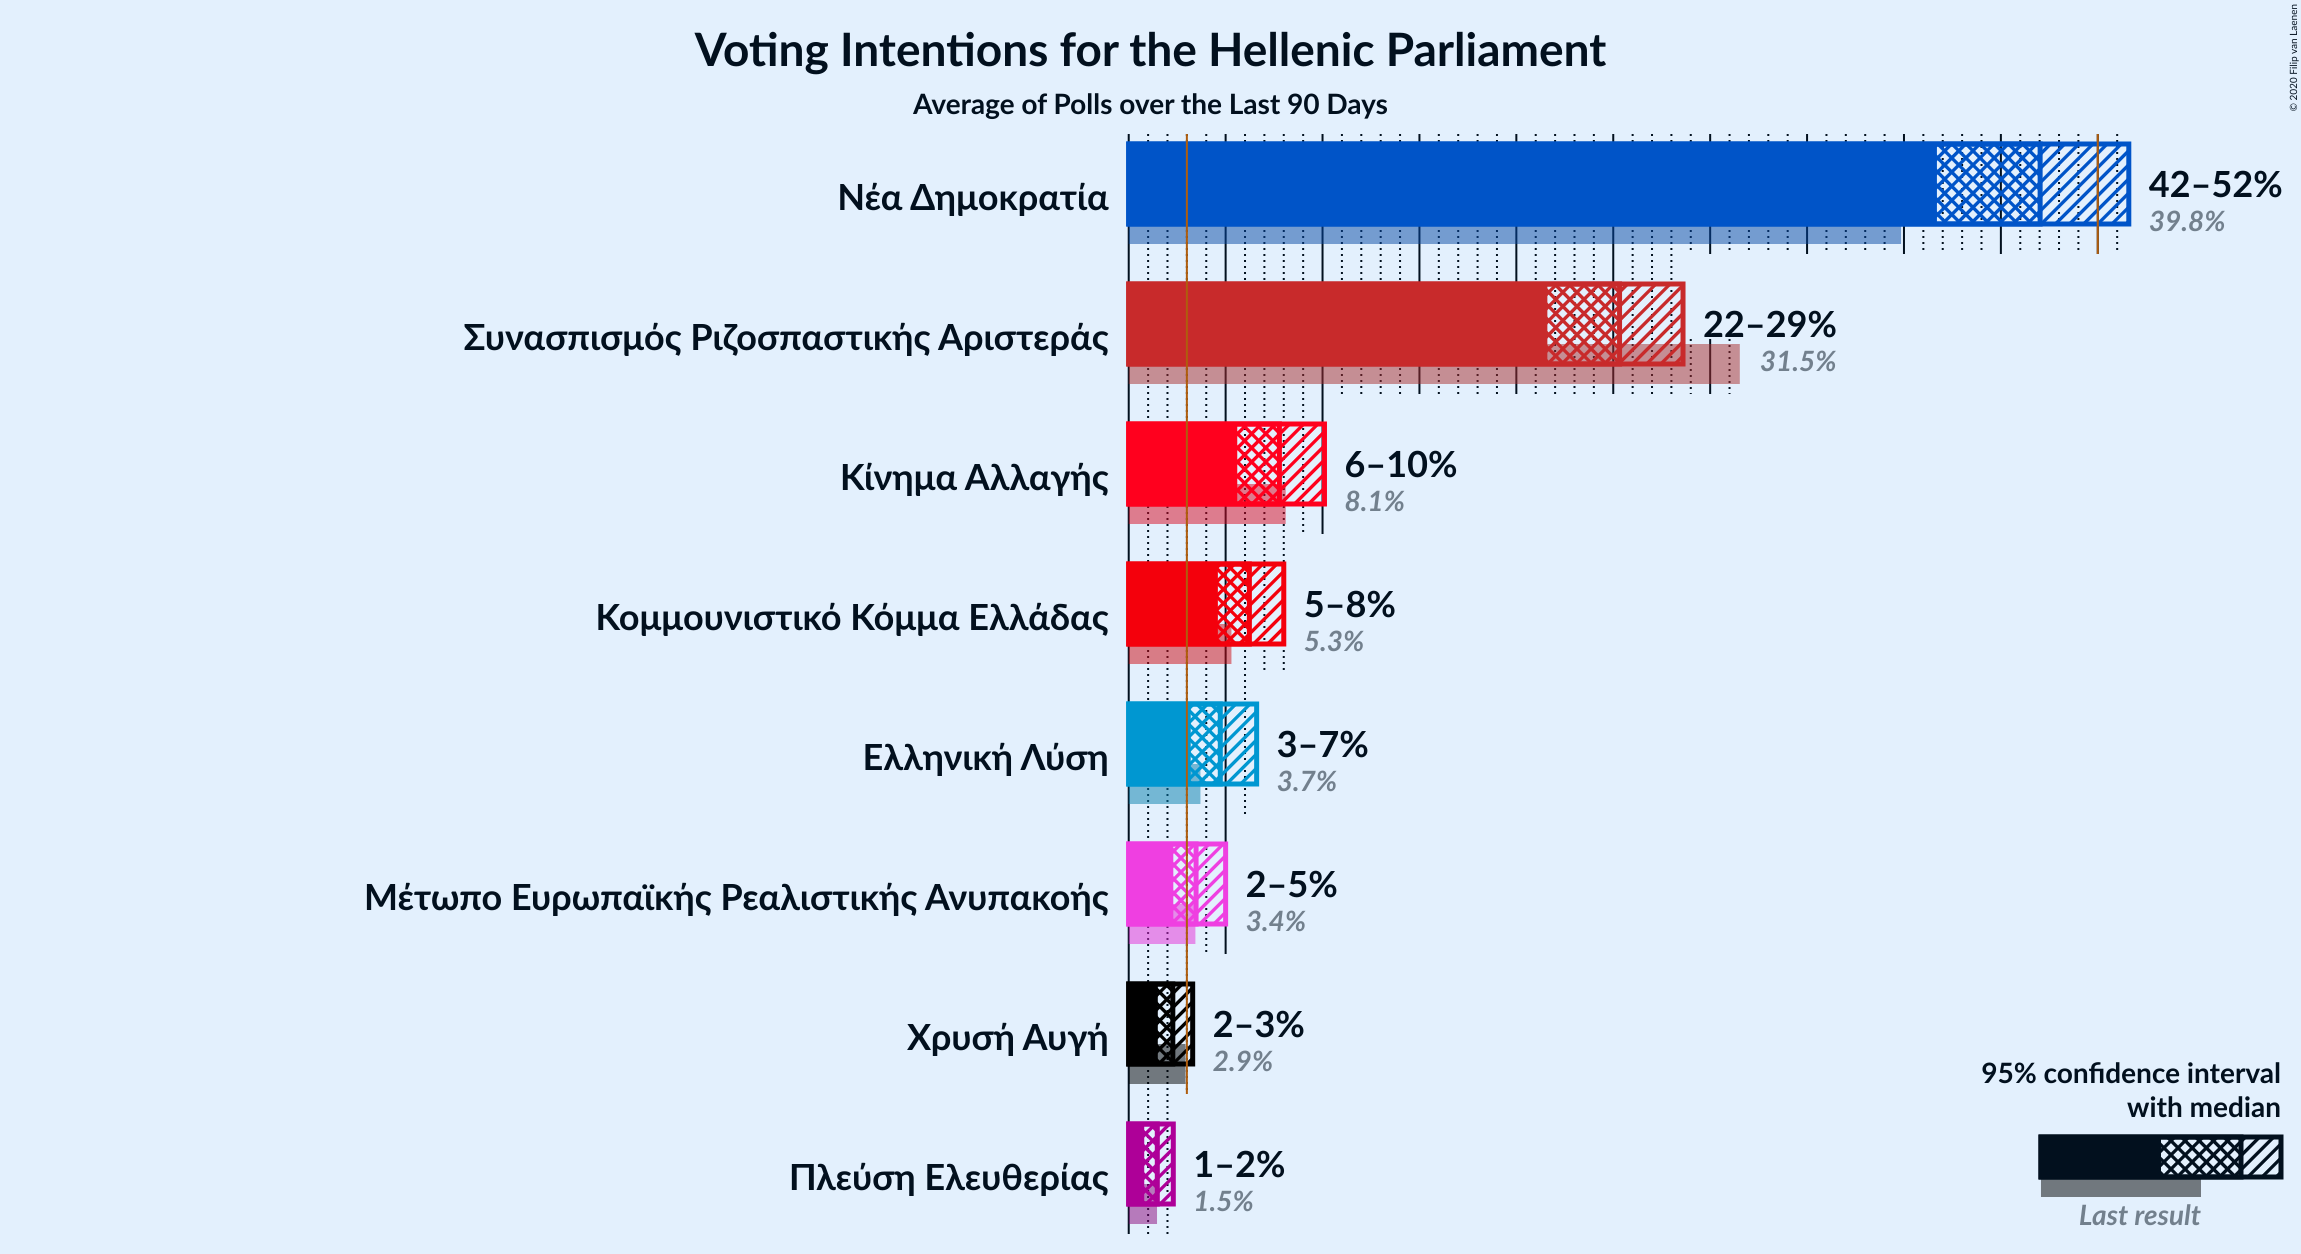 © 2020 Filip van Laenen
Voting Intentions for the Hellenic Parliament
Average of Polls over the Last 90 Days
Νέα Δημοκρατία
42–52%
39.8%
Συνασπισμός Ριζοσπαστικής Αριστεράς
22–29%
31.5%
Κίνημα Αλλαγής
6–10%
8.1%
Κομμουνιστικό Κόμμα Ελλάδας
5–8%
5.3%
Ελληνική Λύση
3–7%
3.7%
Μέτωπο Ευρωπαϊκής Ρεαλιστικής Ανυπακοής
2–5%
3.4%
Χρυσή Αυγή
2–3%
2.9%
Πλεύση Ελευθερίας
1–2%
1.5%
95% confidence interval
with median
Last result